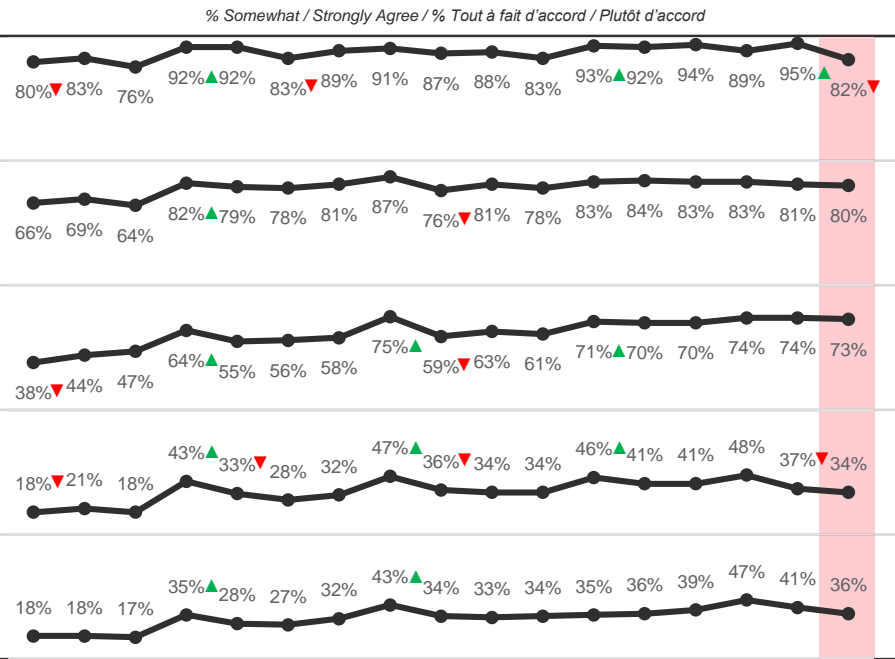 % Somewhat / Strongly Agree / % Tout à fait d'accord / Plutôt d'accord
80%▼ 83% 76% 92%▲ 92% 83%▼ 89% 91% 87% 88% 83% 93%▲ 92% 94% 89% 95%▲ 82%▼
66% 69% 64% 82%▲ 79% 78% 81% 87% 76%▼ 81% 78% 83% 84% 83% 83% 81% 80%
38%▼ 44% 47% 64%▲ 55% 56% 58% 75%▲ 59%▼ 63% 61% 71%▲ 70% 70% 74% 74% 73%
18%▼ 21% 18% 43%▲ 33%▼ 28% 32% 47%▲ 36%▼ 34% 34% 46%▲ 41% 41% 48% 37%▼ 34%
18% 18% 17% 35%▲ 28% 27% 32% 43%▲ 34% 33% 34% 35% 36% 39% 47% 41% 36%